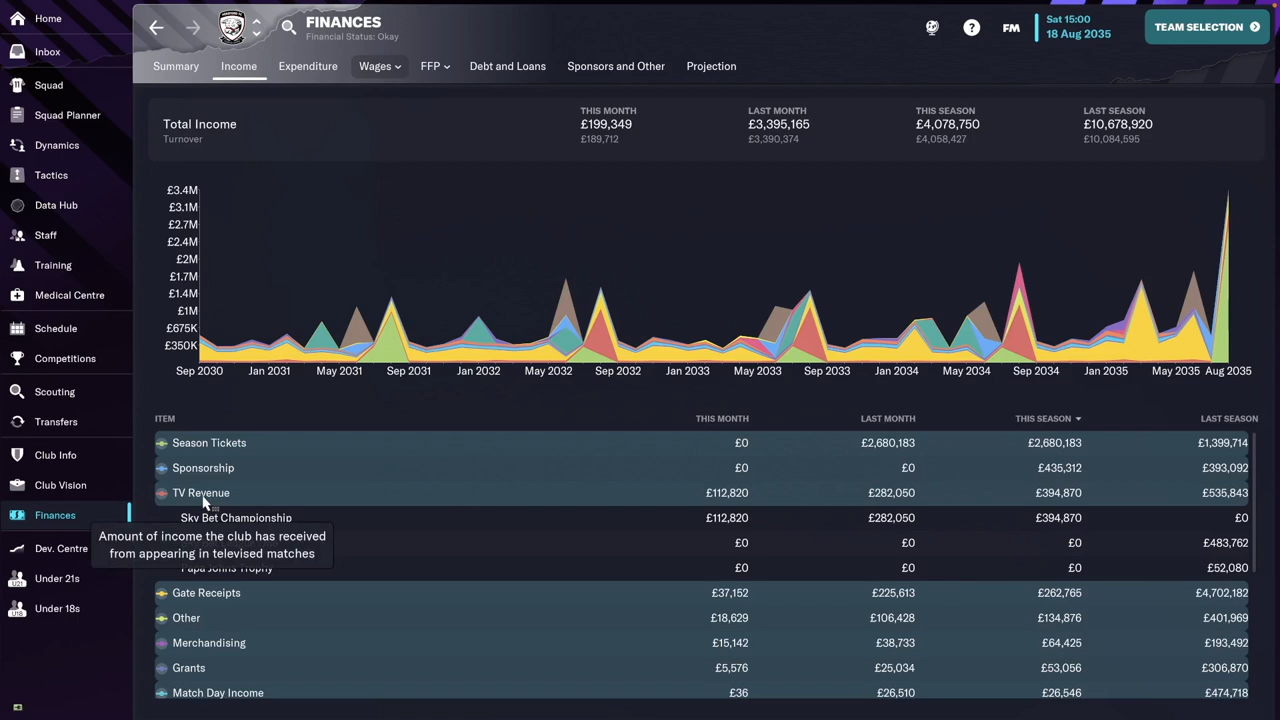 Home
Inbox
Squad
Squad Planner
Dynamics
Tactics
Data Hub
Staff
Training
Medical Centre
Schedule
Competitions
Scouting
Transfers
Club Info
Club Vision
Finances
Dev. Centre
Under 21s
Under 18s
FINANCES
Financial Status: Okay
FM
Sat 15:00
18 Aug 2035
TEAM SELECTION
Summary Income Expenditure Wages FFP Debt and Loans Sponsors and Other Projection
THIS MONTH LAST MONTH THIS SEASON LAST SEASON
Total Income £199,349 £3,395,165 £4,078,750 £10,678,920
Turnover £189,712 £3,390,374 £4,058,427 £10,084,595
£3.4M
£3.1M
£2.7M
£2.4M
£2M
£1.7M
£1.4M
£1M
£675K
£350K
Sep 2030 Jan 2031 May 2031 Sep 2031 Jan 2032 May 2032 Sep 2032 Jan 2033 May 2033 Sep 2033 Jan 2034 May 2034 Sep 2034 Jan 2035 May 2035 Aug 2035
ITEM THIS MONTH LAST MONTH THIS SEASON LAST SEASON
Season Tickets £0 £2,680,183 £2,680,183 £1,399,714
Sponsorship £0 £0 £435,312 £393,092
TV Revenue £112,820 £282,050 £394,870 £535,843
Sky Bet Championship £112,820 £282,050 £394,870 £0
Amount of income the club has received
from appearing in televised matches
£0 £0 £0 £483,762
Papa Johns Trophy £0 £0 £0 £52,080
Gate Receipts £37,152 £225,613 £262,765 £4,702,182
Other £18,629 £106,428 £134,876 £401,969
Merchandising £15,142 £38,733 £64,425 £193,492
Grants £5,576 £25,034 £53,056 £306,870
Match Day Income £36 £26,510 £26,546 £474,718